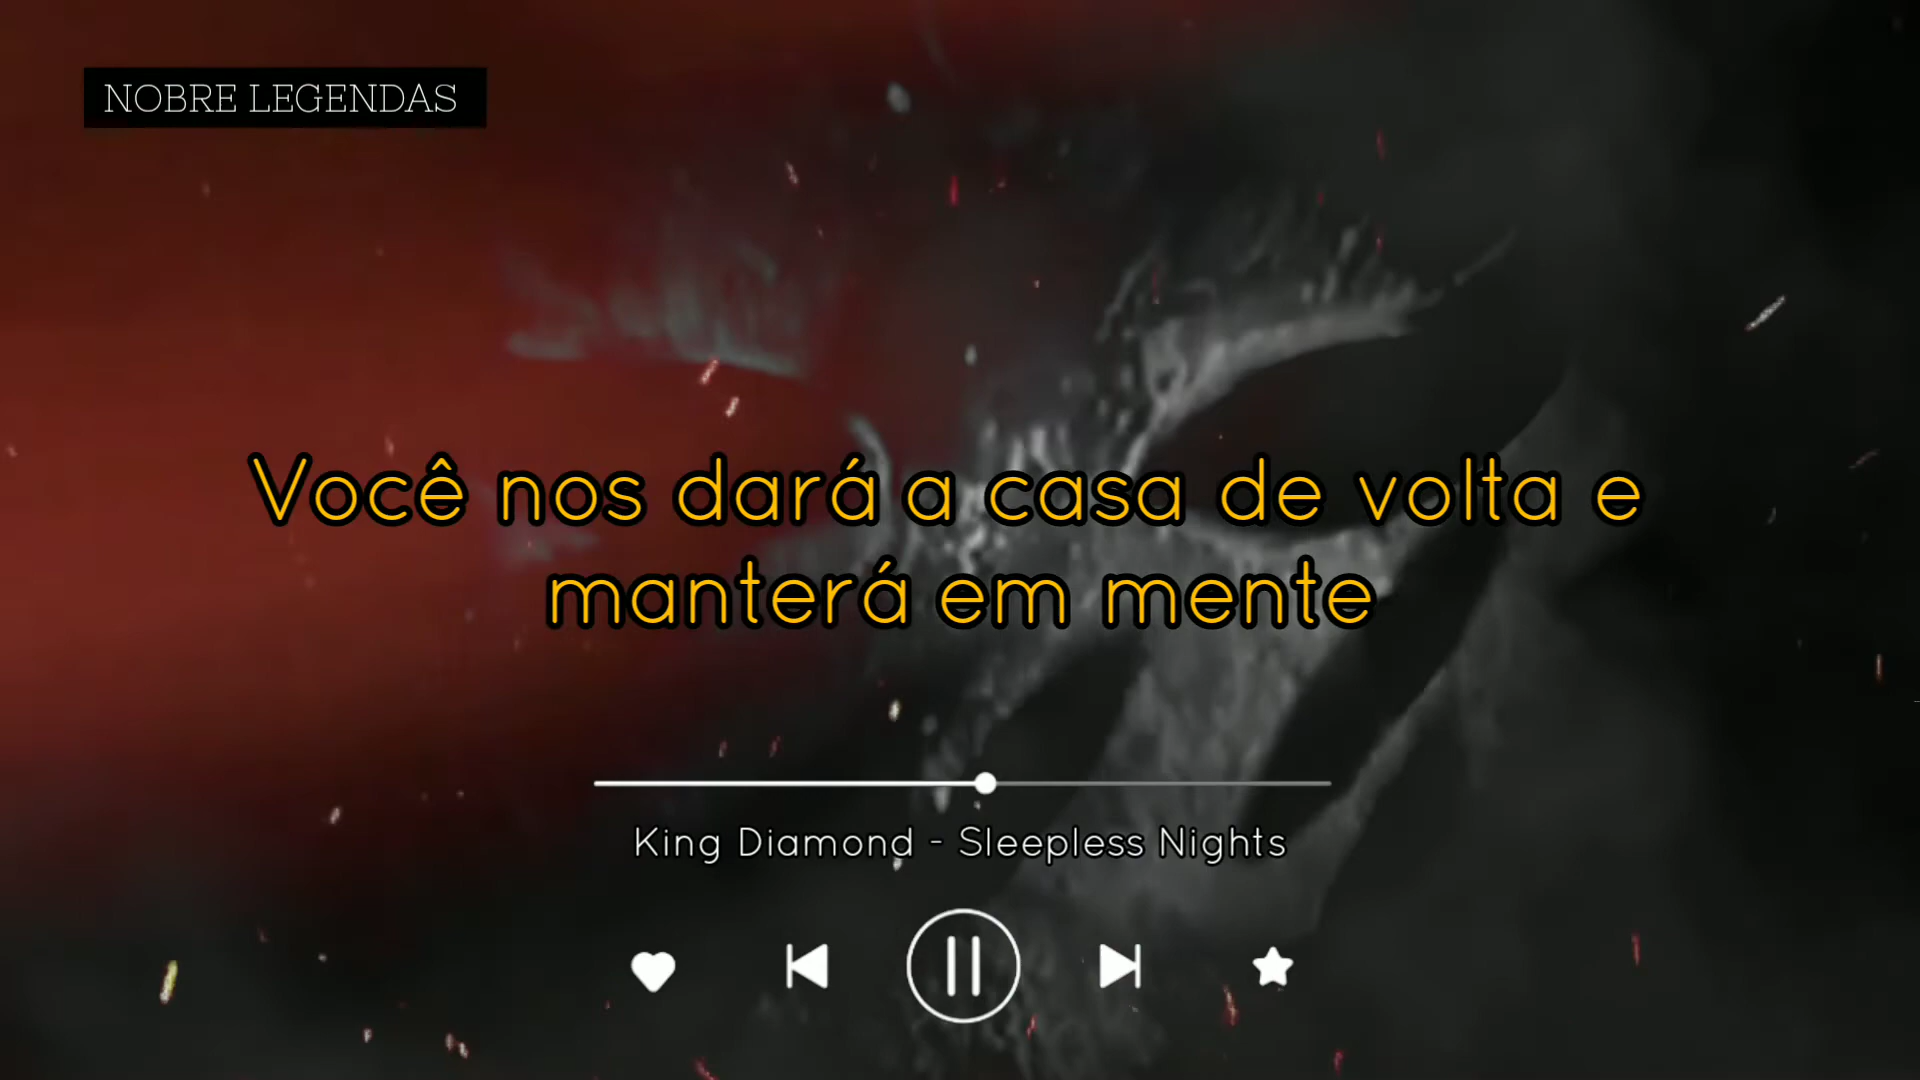 NOBRE LEGENDAS
Você nos dará a casa de volta e
manterá em mente
King Diamond - Sleepless Nights